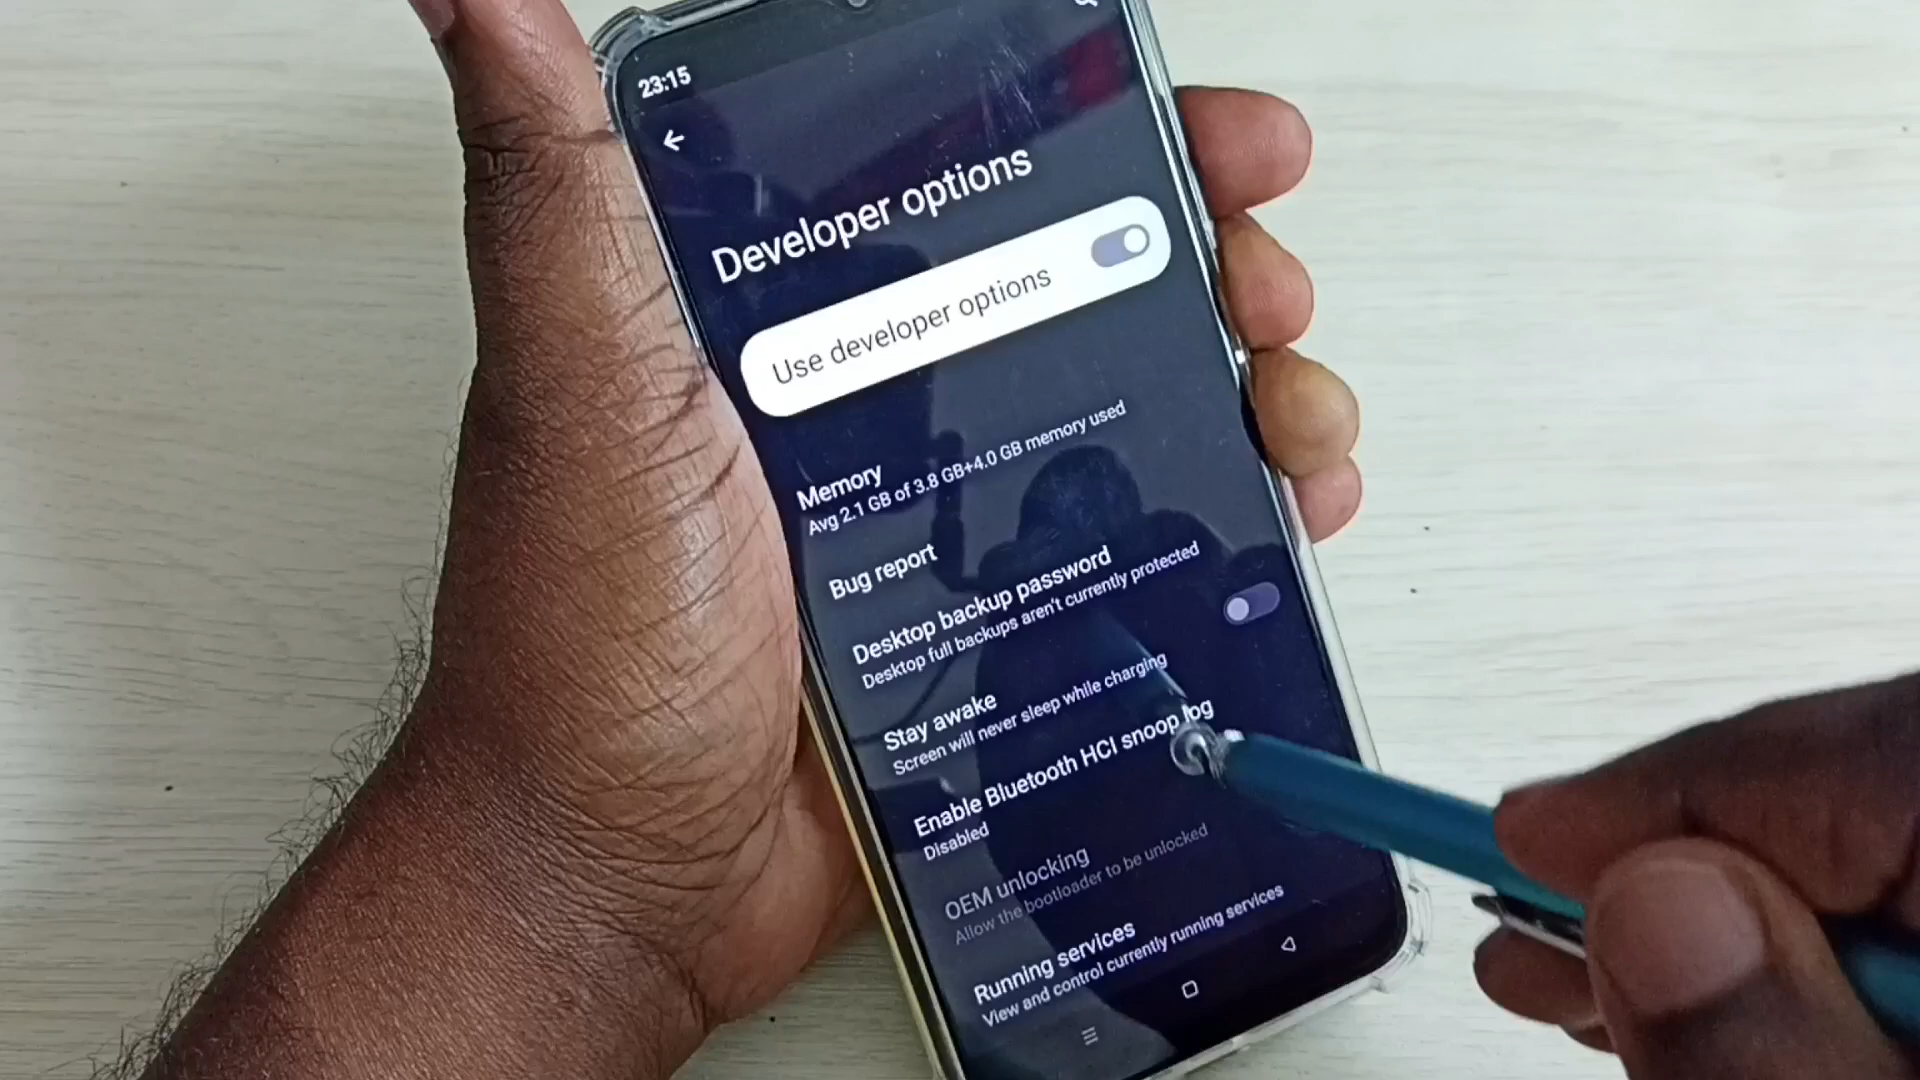 23:15
Developer options
Use developer options
Memory
Avg 2.1 GB of 3.8 GB+4.0 GB memory used
Bug report
Desktop backup password
Desktop full backups aren't currently protected
Stay awake
Screen will never sleep while charging
Enable Bluetooth HCI snoop log
Disabled
OEM unlocking
Allow the bootloader to be unlocked
Running services
View and control currently running services